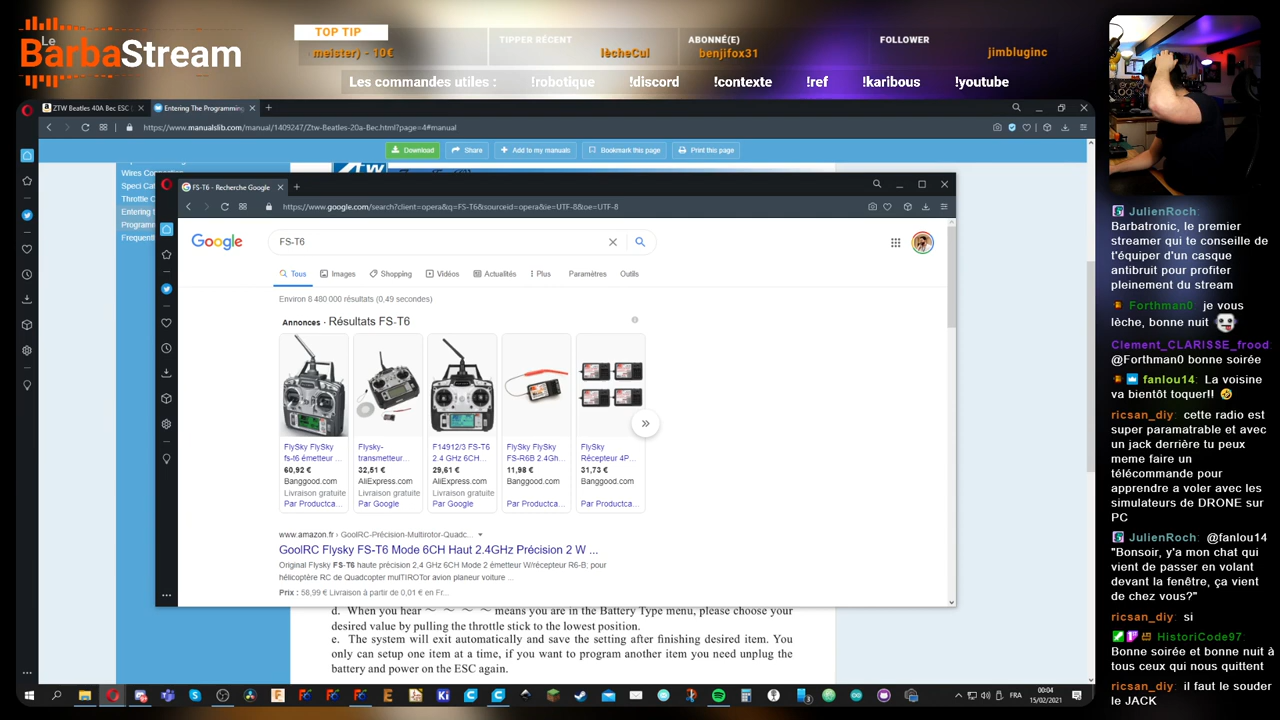 Le
BarbaStream
TOP TIP
meister) - 10€
TIPPER RÉCENT
lècheCul
ABONNÉ(E)
benjifox31
FOLLOWER
jimbluginc
Les commandes utiles : !robotique !discord !contexte !ref !karibous !youtube
ZTW Beatles 40A Bec ESC (
Entering The Programming
https://www.manualslib.com/manual/1409247/Ztw-Beatles-20a-Bec.html?page=4#manual
Download
Share
Add to my manuals
Bookmark this page
Print this page
Wires Connection
Speci Ca
Throttle C
Entering t
Program
Frequent
FS-T6 - Recherche Google
https://www.google.com/search?client=opera&q=FS-T6&sourceid=opera&ie=UTF-8&oe=UTF-8
Google
FS-T6
Tous
Images
Shopping
Vidéos
Actualités
Plus
Paramètres
Outils
Environ 8 480 000 résultats (0,49 secondes)
Annonces · Résultats FS-T6
FlySky FlySky
fs-t6 émetteur ...
60,92 €
Banggood.com
Livraison gratuite
Par Productca...
Flysky-
transmetteur...
32,51 €
AliExpress.com
Livraison gratuite
Par Google
F14912/3 FS-T6
2.4 GHz 6CH...
29,61 €
AliExpress.com
Livraison gratuite
Par Google
FlySky FlySky
FS-R6B 2.4Gh...
11,98 €
Banggood.com
Par Productca...
FlySky
Récepteur 4P...
31,73 €
Banggood.com
Par Productca...
www.amazon.fr › GoolRC-Précision-Multirotor-Quadc...
GoolRC Flysky FS-T6 Mode 6CH Haut 2.4GHz Précision 2 W ...
Original Flysky FS-T6 haute précision 2,4 GHz 6CH Mode 2 émetteur W/récepteur R6-B; pour
hélicoptère RC de Quadcopter mulTIROTor avion planeur voiture ...
Prix : 58,99 € Livraison à partir de 0,01 € en Fr...
d. When you hear ～ ～ ～ ～ means you are in the Battery Type menu, please choose your
desired value by pulling the throttle stick to the lowest position.
e. The system will exit automatically and save the setting after finishing desired item. You
only can setup one item at a time, if you want to program another item you need unplug the
battery and power on the ESC again.
FRA
00:04
15/02/2021
JulienRoch:
Barbatronic, le premier
streamer qui te conseille de
t'équiper d'un casque
antibruit pour profiter
pleinement du stream
Forthman0: je vous
lèche, bonne nuit
Clement_CLARISSE_frood:
@Forthman0 bonne soirée
fanlou14: La voisine
va bientôt toquer!!
ricsan_diy: cette radio est
super paramatrable et avec
un jack derrière tu peux
meme faire un
télécommande pour
apprendre a voler avec les
simulateurs de DRONE sur
PC
JulienRoch: @fanlou14
"Bonsoir, y'a mon chat qui
vient de passer en volant
devant la fenêtre, ça vient
de chez vous?"
ricsan_diy: si
HistoriCode97:
Bonne soirée et bonne nuit à
tous ceux qui nous quittent
ricsan_diy: il faut le souder
le JACK